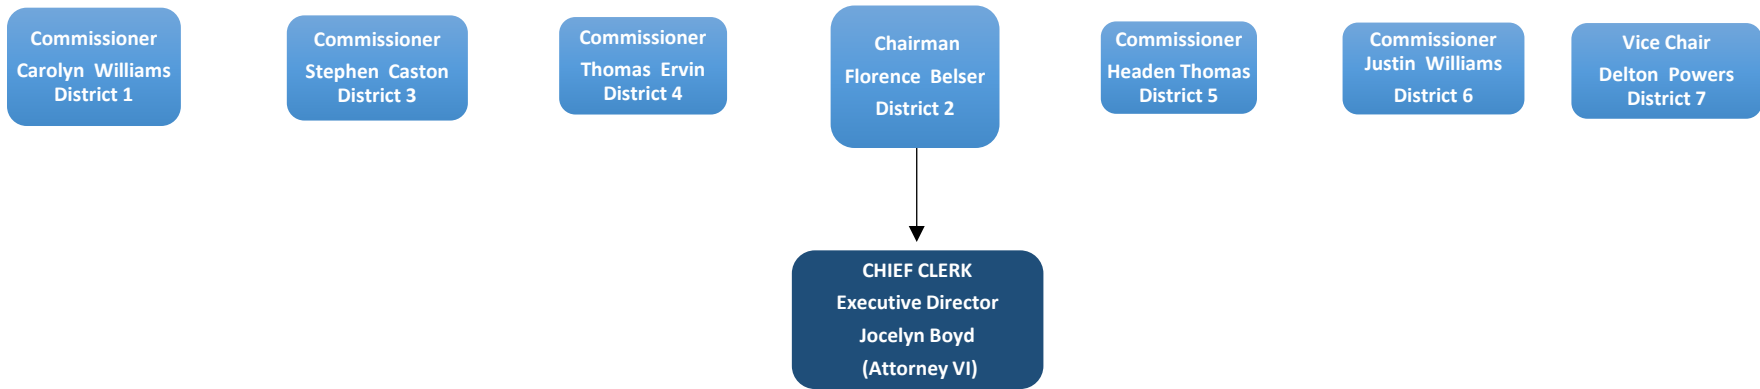 Commissioner
Carolyn Williams
District 1
Commissioner
Stephen Caston
District 3
Commissioner
Thomas Ervin
District 4
Chairman
Florence Belser
District 2
Commissioner
Headen Thomas
District 5
Commissioner
Justin Williams
District 6
Vice Chair
Delton Powers
District 7
CHIEF CLERK
Executive Director
Jocelyn Boyd
(Attorney VI)